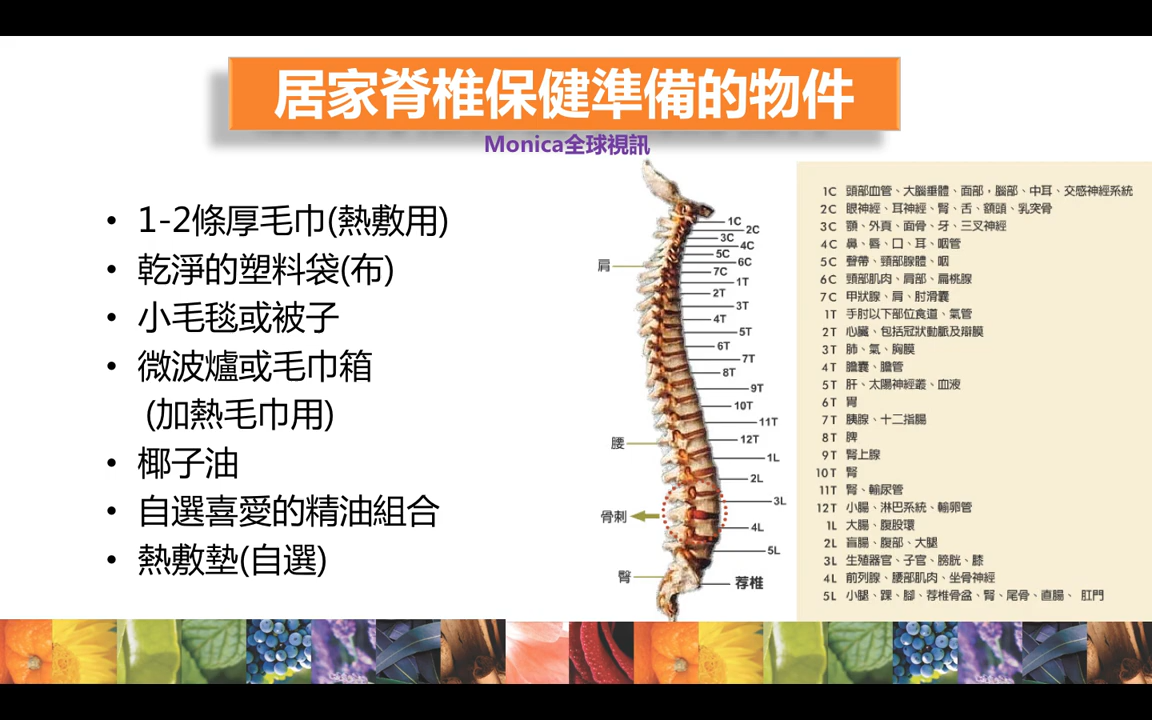 居家脊椎保健準備的物件
Monica全球視訊
• 1-2條厚毛巾(熱敷用)
• 乾淨的塑料袋(布)
• 小毛毯或被子
• 微波爐或毛巾箱
(加熱毛巾用)
• 椰子油
• 自選喜愛的精油組合
• 熱敷墊(自選)
1C
2C
3C
4C
5C
6C
7C
1T
2T
3T
4T
5T
6T
7T
8T
9T
10T
11T
12T
1L
2L
3L
4L
5L
肩
腰
骨刺
臀
荐椎
1C 頭部血管、大腦垂體、面部，腦部、中耳、交感神經系統
2C 眼神經、耳神經、腎、舌、額頭、乳突骨
3C 顎、外頁、面骨、牙、三叉神經
4C 鼻、唇、口、耳、咽管
5C 聲帶、頸部腺體、咽
6C 頸部肌肉、肩部、扁桃腺
7C 甲狀腺、肩、肘滑囊
1T 手肘以下部位食道、氣管
2T 心臟、包括冠狀動脈及辯膜
3T 肺、氣、胸膜
4T 膽囊、膽管
5T 肝、太陽神經叢、血液
6T 胃
7T 胰腺、十二指腸
8T 脾
9T 腎上腺
10T 腎
11T 腎、輸尿管
12T 小腸、淋巴系統、輸卵管
1L 大腸、腹股環
2L 盲腸、腹部、大腿
3L 生殖器官、子宮、膀胱、膝
4L 前列腺、腰部肌肉、坐骨神經
5L 小腿、踝、腳、荐椎骨盆、腎、尾骨、直腸、肛門